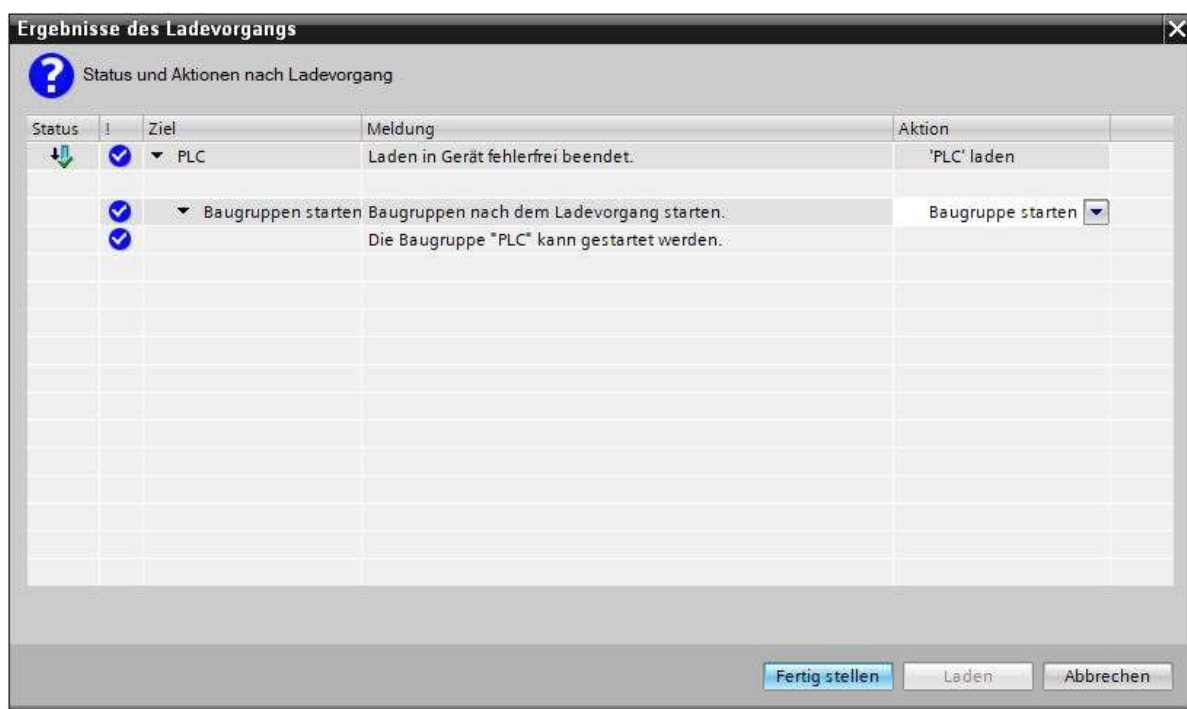 Ergebnisse des Ladevorgangs
Status und Aktionen nach Ladevorgang
Status ! Ziel Meldung Aktion
PLC Laden in Gerät fehlerfrei beendet. 'PLC' laden
Baugruppen starten Baugruppen nach dem Ladevorgang starten. Baugruppe starten
Die Baugruppe "PLC" kann gestartet werden.
Fertig stellen Laden Abbrechen